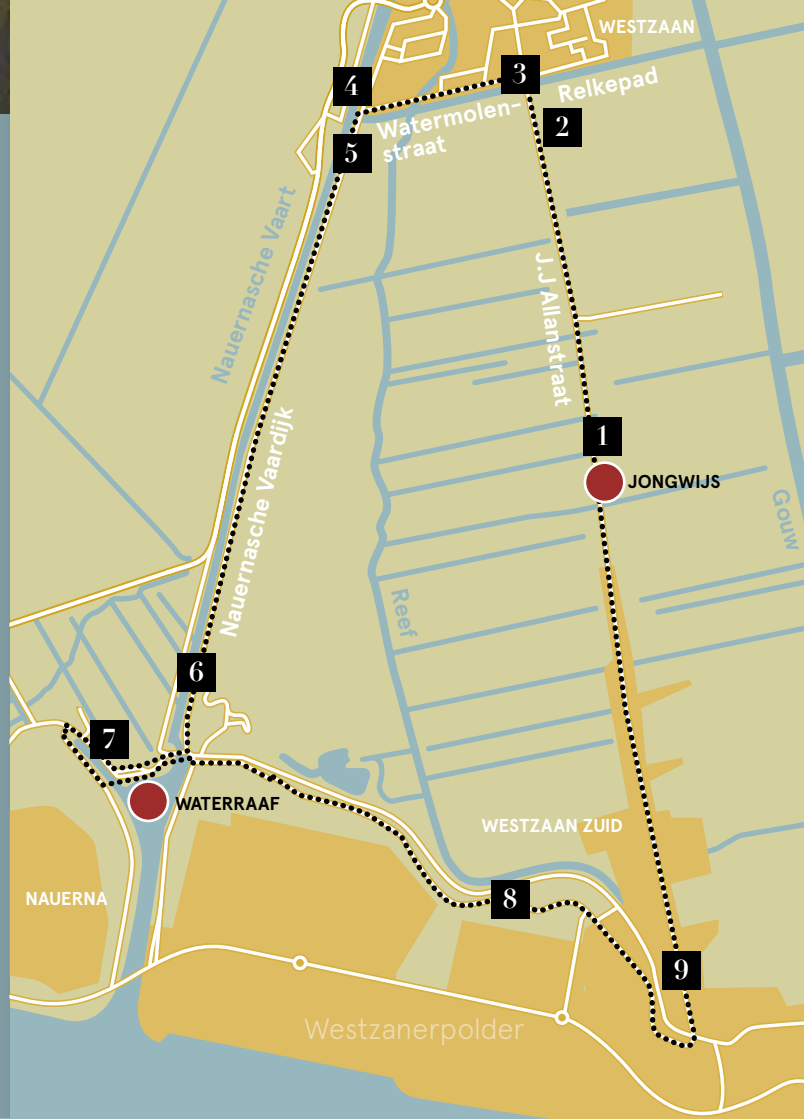 WESTZAAN
3
4
Relkepad
Watermolen-
straat
2
5
Nauernasche Vaart
J.J Allanstraat
1
JONGWIJS
Nauernasche Vaardijk
Gouw
Reef
6
7
WATERRAAF
WESTZAAN ZUID
NAUERNA
8
9
Westzanerpolder